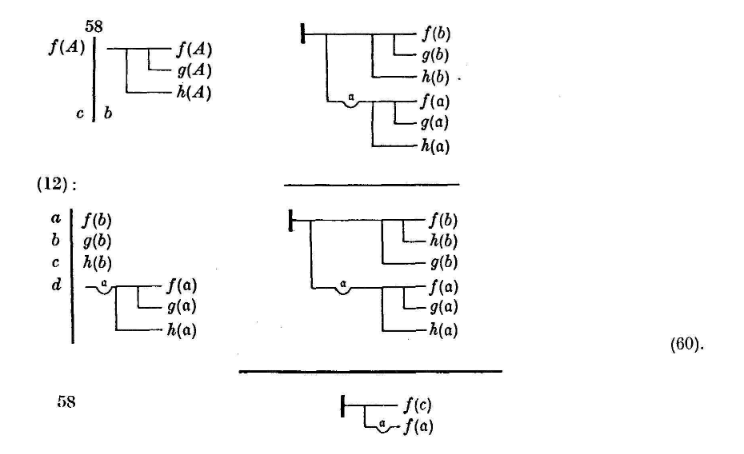 58
f(A) f(A) f(b)
g(A) g(b)
h(A) h(b) .
c b a f(a)
g(a)
h(a)
(12) :
a f(b) f(b)
b g(b) h(b)
c h(b) g(b)
d a f(a) a f(a)
g(a) g(a)
h(a) h(a)
(60).
58 f(c)
a f(a)